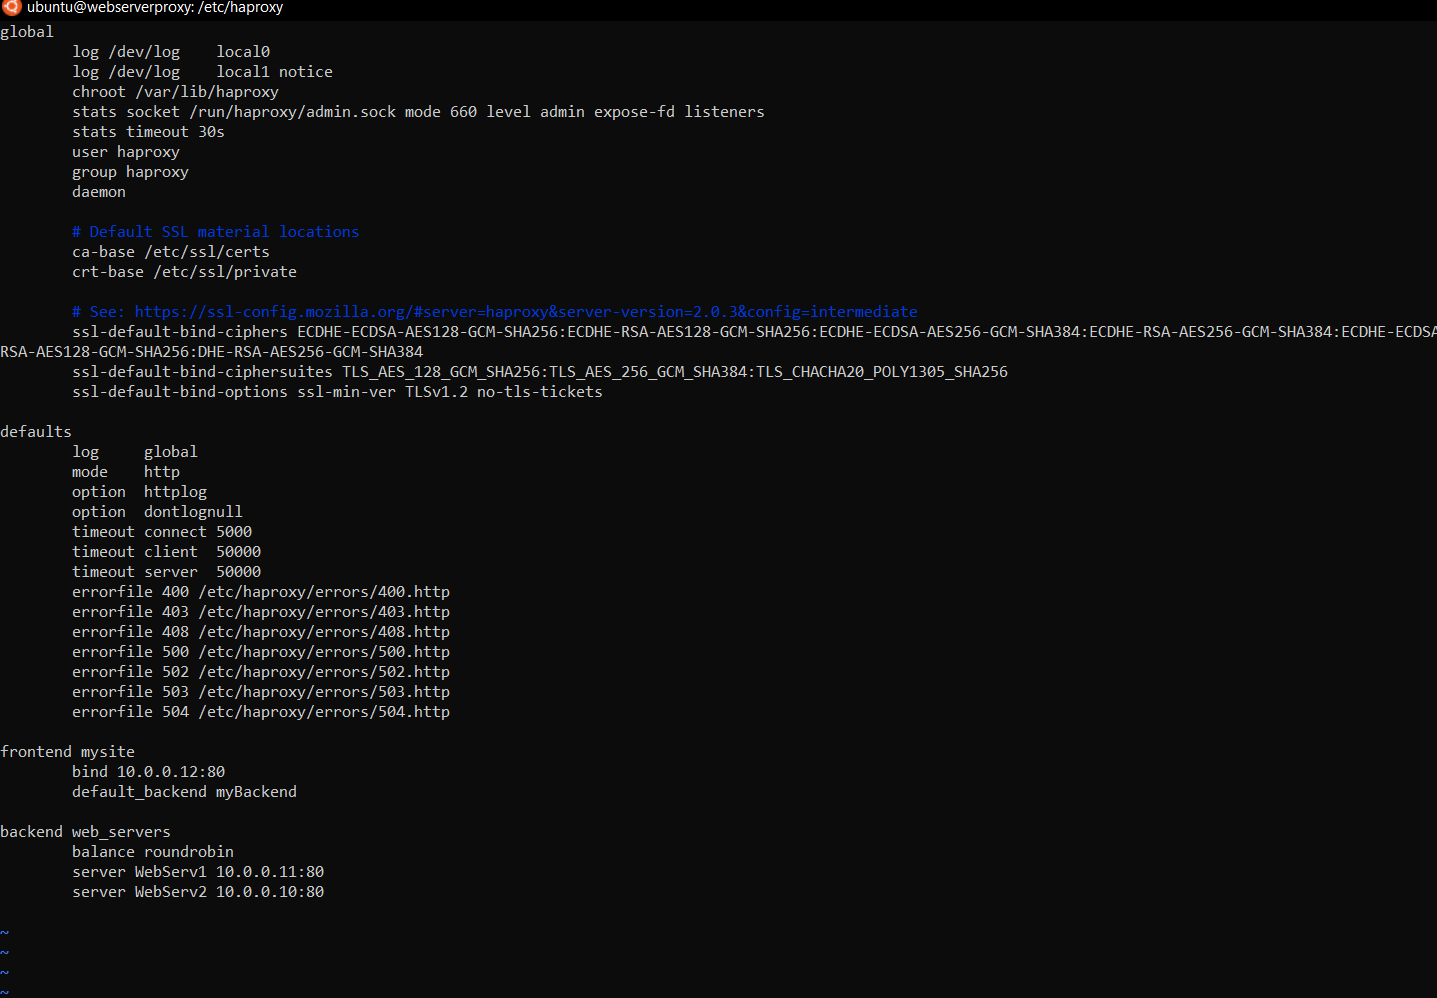 ubuntu@webserverproxy: /etc/haproxy
global
        log /dev/log    local0
        log /dev/log    local1 notice
        chroot /var/lib/haproxy
        stats socket /run/haproxy/admin.sock mode 660 level admin expose-fd listeners
        stats timeout 30s
        user haproxy
        group haproxy
        daemon

        # Default SSL material locations
        ca-base /etc/ssl/certs
        crt-base /etc/ssl/private

        # See: https://ssl-config.mozilla.org/#server=haproxy&server-version=2.0.3&config=intermediate
        ssl-default-bind-ciphers ECDHE-ECDSA-AES128-GCM-SHA256:ECDHE-RSA-AES128-GCM-SHA256:ECDHE-ECDSA-AES256-GCM-SHA384:ECDHE-RSA-AES256-GCM-SHA384:ECDHE-ECDSA
RSA-AES128-GCM-SHA256:DHE-RSA-AES256-GCM-SHA384
        ssl-default-bind-ciphersuites TLS_AES_128_GCM_SHA256:TLS_AES_256_GCM_SHA384:TLS_CHACHA20_POLY1305_SHA256
        ssl-default-bind-options ssl-min-ver TLSv1.2 no-tls-tickets

defaults
        log     global
        mode    http
        option  httplog
        option  dontlognull
        timeout connect 5000
        timeout client  50000
        timeout server  50000
        errorfile 400 /etc/haproxy/errors/400.http
        errorfile 403 /etc/haproxy/errors/403.http
        errorfile 408 /etc/haproxy/errors/408.http
        errorfile 500 /etc/haproxy/errors/500.http
        errorfile 502 /etc/haproxy/errors/502.http
        errorfile 503 /etc/haproxy/errors/503.http
        errorfile 504 /etc/haproxy/errors/504.http

frontend mysite
        bind 10.0.0.12:80
        default_backend myBackend

backend web_servers
        balance roundrobin
        server WebServ1 10.0.0.11:80
        server WebServ2 10.0.0.10:80

~
~
~
~